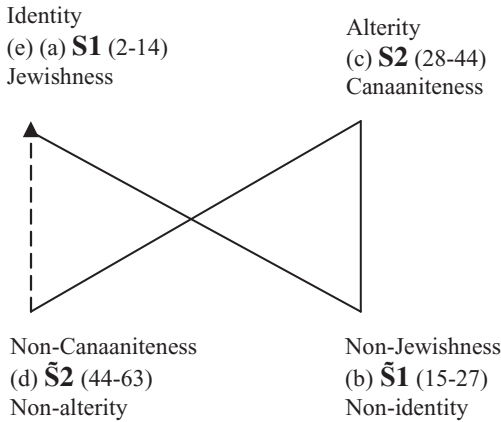 Identity
(e) (a) S1 (2-14)
Jewishness
Alterity
(c) S2 (28-44)
Canaaniteness
Non-Canaaniteness
(d) S̃2 (44-63)
Non-alterity
Non-Jewishness
(b) S̃1 (15-27)
Non-identity